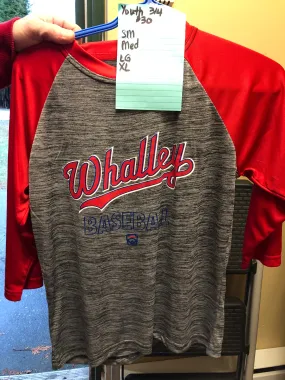 Youth 3/4
$30
SM
Med
LG
XL
Whalley
BASEBALL